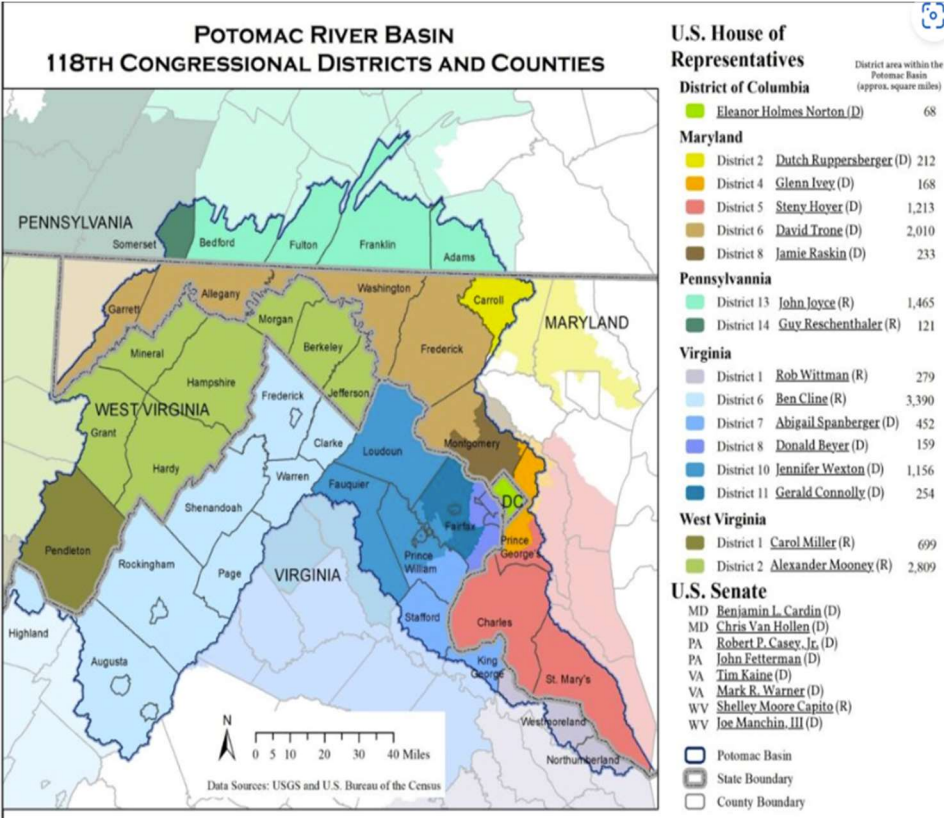 POTOMAC RIVER BASIN
118TH CONGRESSIONAL DISTRICTS AND COUNTIES
PENNSYLVANIA
Somerset
Bedford
Fulton
Franklin
Adams
Garrett
Allegany
Washington
Carroll
MARYLAND
Morgan
Mineral
Berkeley
Frederick
Hampshire
Jefferson
Frederick
WEST VIRGINIA
Grant
Clarke
Loudoun
Montgomery
Hardy
Warren
Fauquier
Shenandoah
DC
Fairfax
Pendleton
Rockingham
Page
VIRGINIA
Prince
William
Prince
George's
Highland
Stafford
Charles
Augusta
King
George
St. Mary's
Westmoreland
Northumberland
N
0 5 10 20 30 40 Miles
Data Sources: USGS and U.S. Bureau of the Census
U.S. House of
Representatives
District area within the
Potomac Basin
(approx. square miles)
District of Columbia
Eleanor Holmes Norton (D) 68
Maryland
District 2 Dutch Ruppersberger (D) 212
District 4 Glenn Ivey (D) 168
District 5 Steny Hoyer (D) 1,213
District 6 David Trone (D) 2,010
District 8 Jamie Raskin (D) 233
Pennsylvannia
District 13 John Joyce (R) 1,465
District 14 Guy Reschenthaler (R) 121
Virginia
District 1 Rob Wittman (R) 279
District 6 Ben Cline (R) 3,390
District 7 Abigail Spanberger (D) 452
District 8 Donald Beyer (D) 159
District 10 Jennifer Wexton (D) 1,156
District 11 Gerald Connolly (D) 254
West Virginia
District 1 Carol Miller (R) 699
District 2 Alexander Mooney (R) 2,809
U.S. Senate
MD Benjamin L. Cardin (D)
MD Chris Van Hollen (D)
PA Robert P. Casey, Jr. (D)
PA John Fetterman (D)
VA Tim Kaine (D)
VA Mark R. Warner (D)
WV Shelley Moore Capito (R)
WV Joe Manchin, III (D)
Potomac Basin
State Boundary
County Boundary